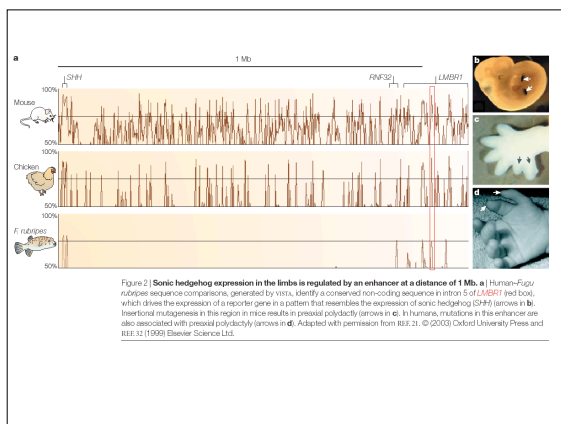 a
1 Mb
SHH
RNF32
LMBR1
100%
Mouse
50%
100%
Chicken
50%
100%
F. rubripes
50%
b
c
d
Figure 2 | Sonic hedgehog expression in the limbs is regulated by an enhancer at a distance of 1 Mb. a | Human–Fugu
rubripes sequence comparisons, generated by VISTA, identify a conserved non-coding sequence in intron 5 of LMBR1 (red box),
which drives the expression of a reporter gene in a pattern that resembles the expression of sonic hedgehog (SHH) (arrows in b).
Insertional mutagenesis in this region in mice results in preaxial polydactly (arrows in c). In humans, mutations in this enhancer are
also associated with preaxial polydactyly (arrows in d). Adapted with permission from REF. 21. © (2003) Oxford University Press and
REF. 32 (1999) Elsevier Science Ltd.